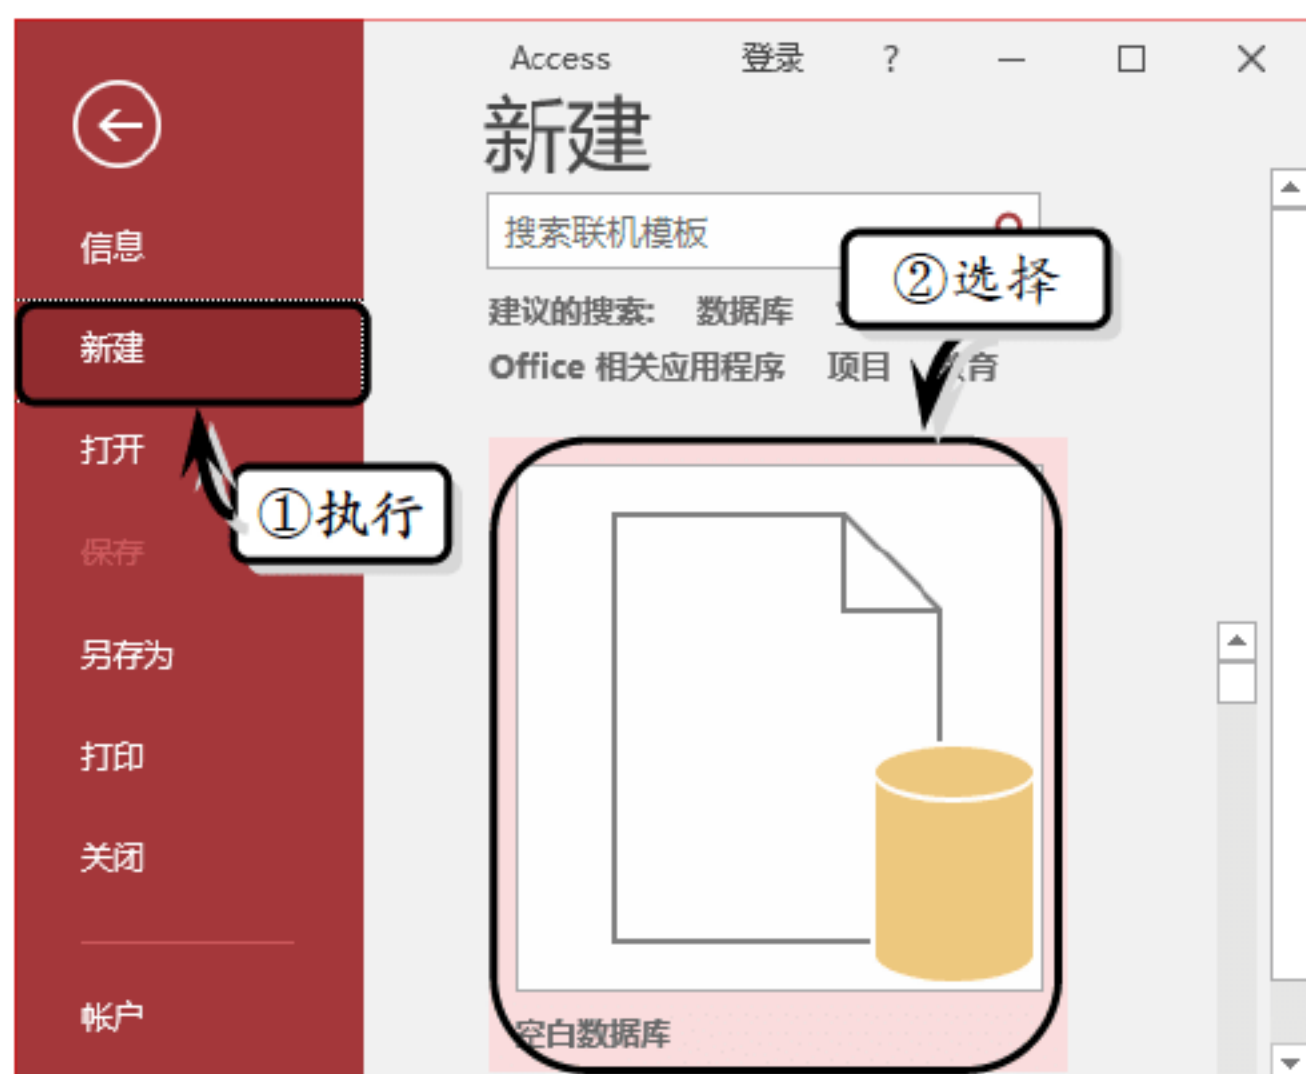 Access 登录 ?
新建
搜索联机模板
建议的搜索: 数据库
Office 相关应用程序 项目 育
信息
新建
打开
保存
另存为
打印
关闭
帐户
①执行
②选择
空白数据库